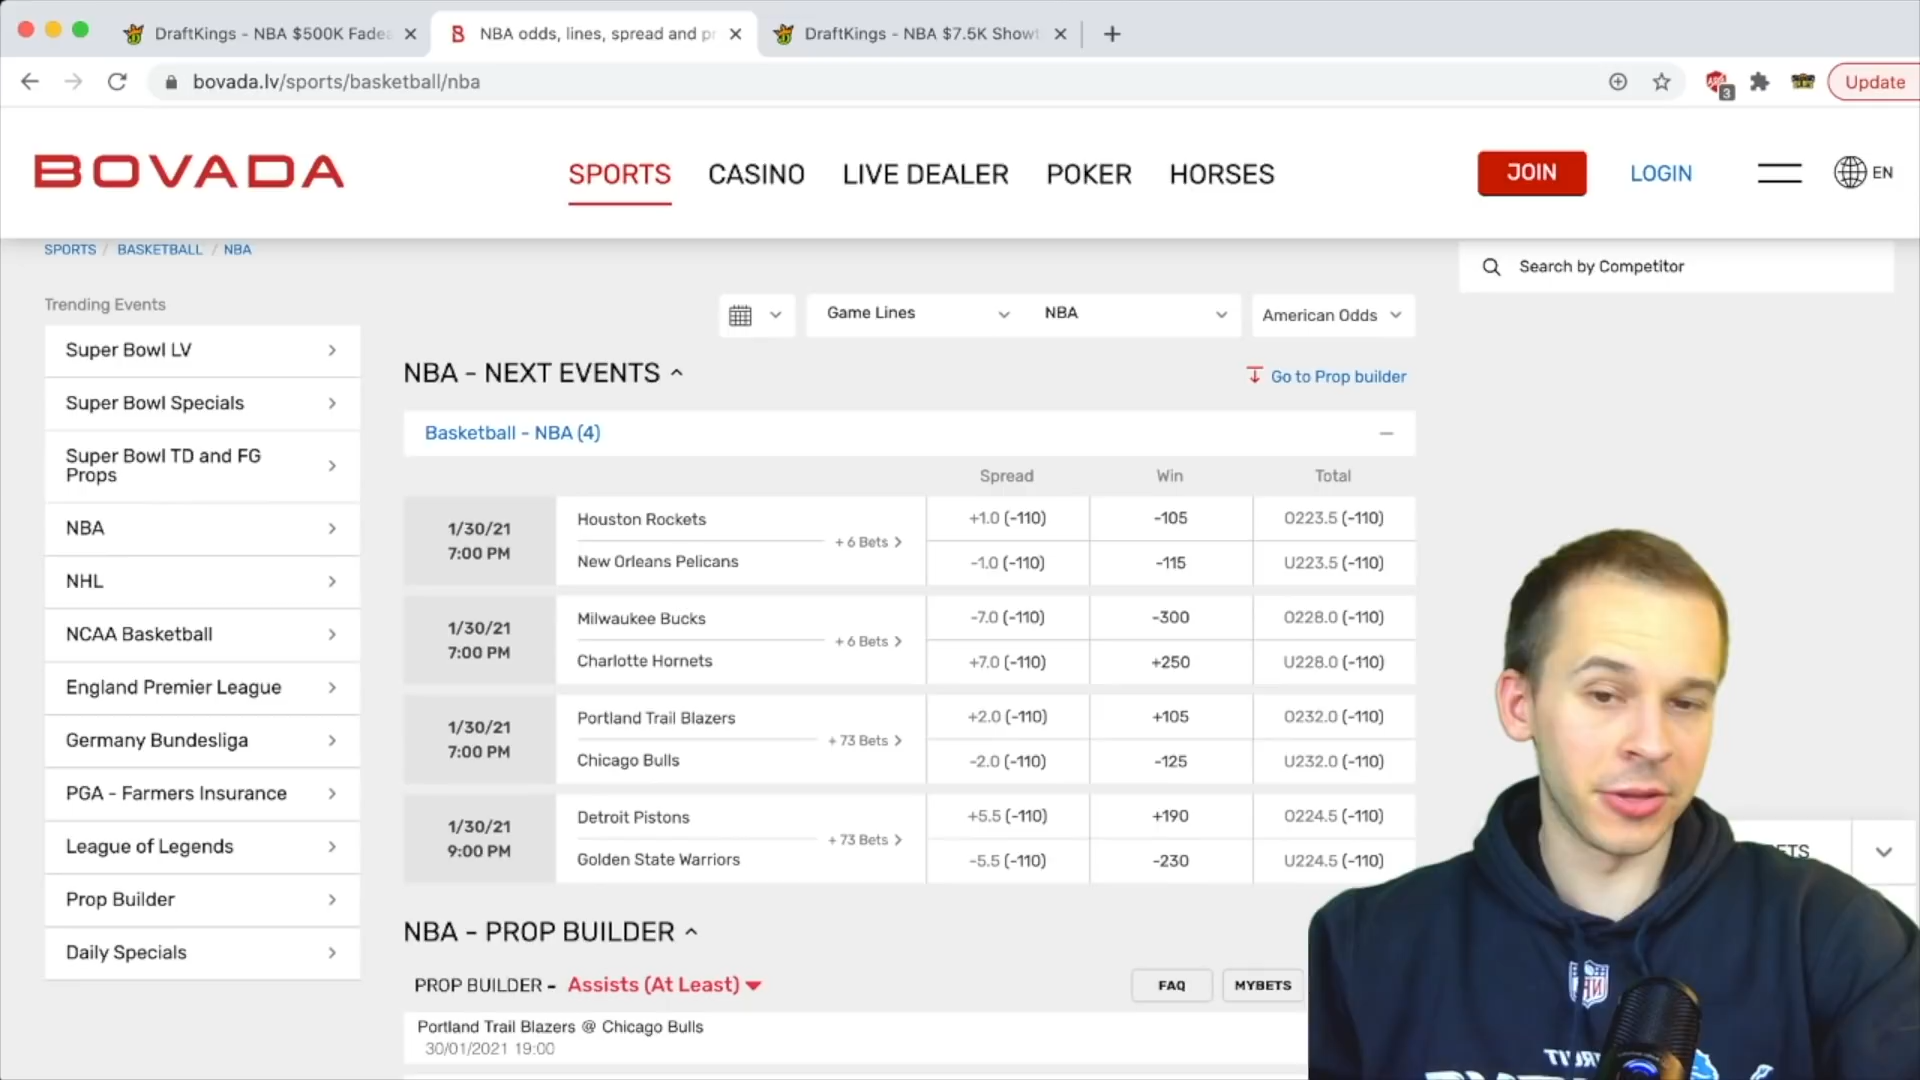 DraftKings - NBA $500K Fade
NBA odds, lines, spread and pr
DraftKings - NBA $7.5K Showt
bovada.lv/sports/basketball/nba
3
Update
BOVADA
SPORTS
CASINO
LIVE DEALER
POKER
HORSES
JOIN
LOGIN
EN
SPORTS / BASKETBALL / NBA
Search by Competitor
Trending Events
Super Bowl LV
Super Bowl Specials
Super Bowl TD and FG
Props
NBA
NHL
NCAA Basketball
England Premier League
Germany Bundesliga
PGA - Farmers Insurance
League of Legends
Prop Builder
Daily Specials
Game Lines
NBA
American Odds
NBA - NEXT EVENTS
Go to Prop builder
Basketball - NBA (4)
Spread Win Total
1/30/21
7:00 PM
Houston Rockets
New Orleans Pelicans
+ 6 Bets
+1.0 (-110) -105 O223.5 (-110)
-1.0 (-110) -115 U223.5 (-110)
1/30/21
7:00 PM
Milwaukee Bucks
Charlotte Hornets
+ 6 Bets
-7.0 (-110) -300 O228.0 (-110)
+7.0 (-110) +250 U228.0 (-110)
1/30/21
7:00 PM
Portland Trail Blazers
Chicago Bulls
+ 73 Bets
+2.0 (-110) +105 O232.0 (-110)
-2.0 (-110) -125 U232.0 (-110)
1/30/21
9:00 PM
Detroit Pistons
Golden State Warriors
+ 73 Bets
+5.5 (-110) +190 O224.5 (-110)
-5.5 (-110) -230 U224.5 (-110)
NBA - PROP BUILDER
PROP BUILDER - Assists (At Least)
FAQ
MYBETS
Portland Trail Blazers @ Chicago Bulls
30/01/2021 19:00
NFL